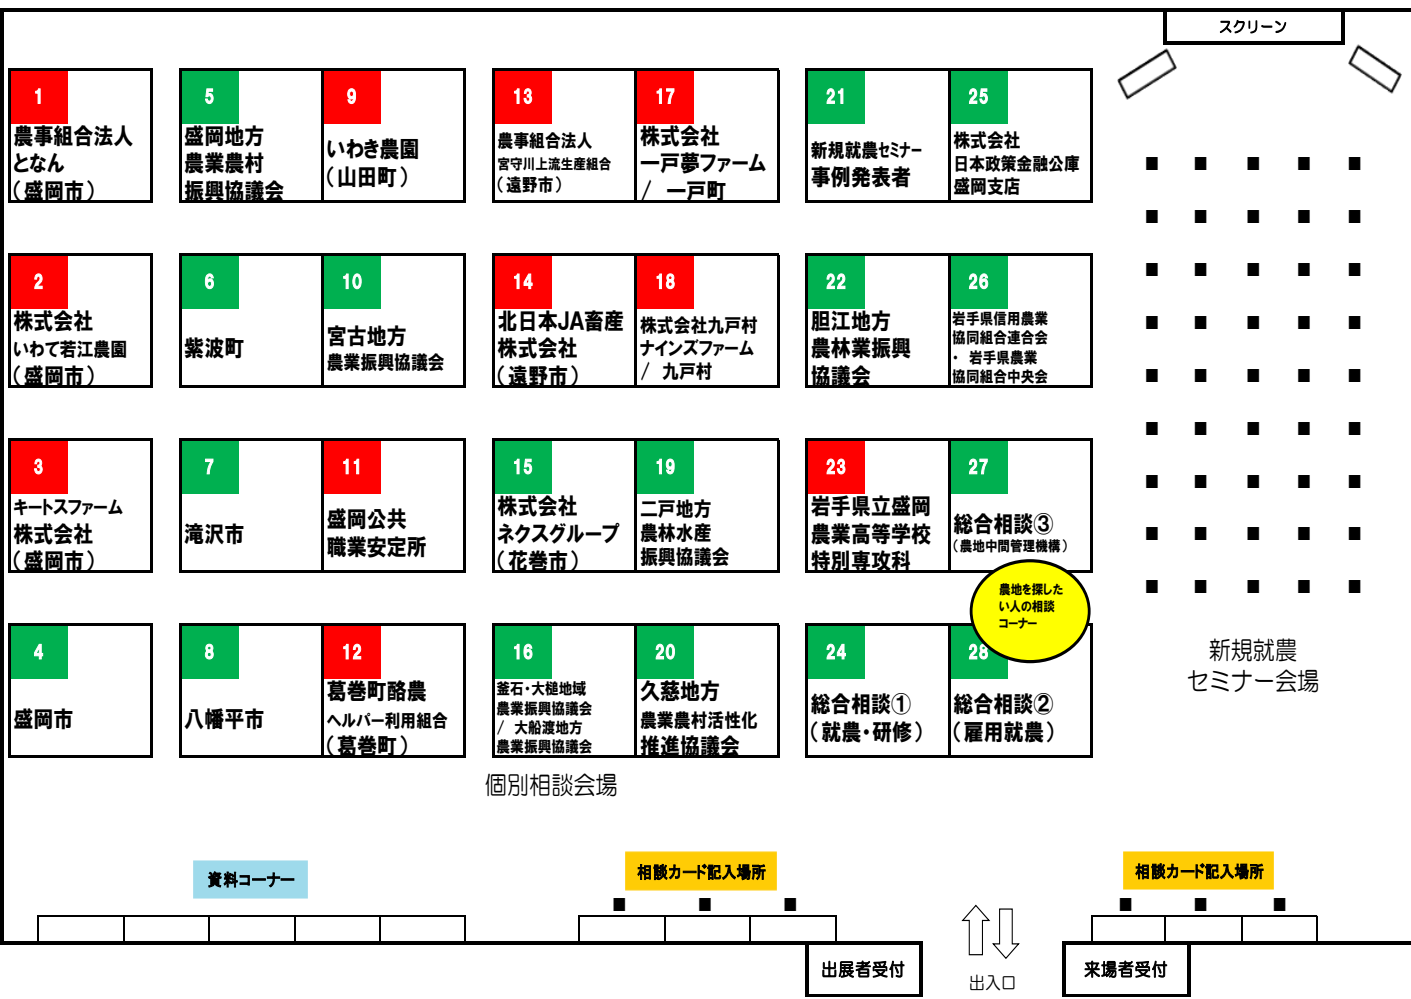 スクリーン
1
農事組合法人
となん
(盛岡市)
5
盛岡地方
農業農村
振興協議会
9
いわき農園
(山田町)
13
農事組合法人
宮守川上流生産組合
(遠野市)
17
株式会社
一戸夢ファーム
/ 一戸町
21
新規就農セミナー
事例発表者
25
株式会社
日本政策金融公庫
盛岡支店
2
株式会社
いわて若江農園
(盛岡市)
6
紫波町
10
宮古地方
農業振興協議会
14
北日本JA畜産
株式会社
(遠野市)
18
株式会社九戸村
ナインズファーム
/ 九戸村
22
胆江地方
農林業振興
協議会
26
岩手県信用農業
協同組合連合会
・ 岩手県農業
協同組合中央会
3
キートスファーム
株式会社
(盛岡市)
7
滝沢市
11
盛岡公共
職業安定所
15
株式会社
ネクスグループ
(花巻市)
19
二戸地方
農林水産
振興協議会
23
岩手県立盛岡
農業高等学校
特別専攻科
27
総合相談③
(農地中間管理機構)
農地を探した
い人の相談
コーナー
4
盛岡市
8
八幡平市
12
葛巻町酪農
ヘルパー利用組合
(葛巻町)
16
釜石・大槌地域
農業振興協議会
/ 大船渡地方
農業振興協議会
20
久慈地方
農業農村活性化
推進協議会
24
総合相談①
(就農・研修)
28
総合相談②
(雇用就農)
新規就農
セミナー会場
個別相談会場
資料コーナー
相談カード記入場所
相談カード記入場所
出展者受付
出入口
来場者受付